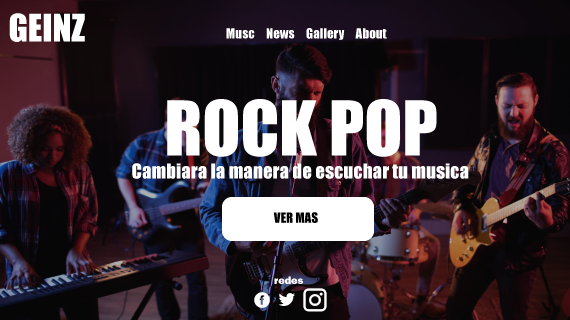 GEINZ
Musc News Gallery About
ROCK POP
Cambiara la manera de escuchar tu musica
VER MAS
redes